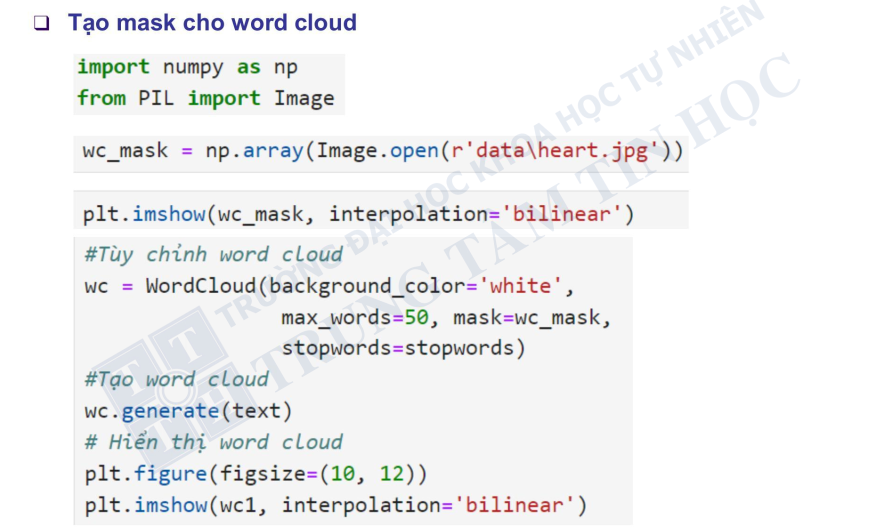 Tạo mask cho word cloud
import numpy as np
from PIL import Image
wc_mask = np.array(Image.open(r'data\heart.jpg'))
plt.imshow(wc_mask, interpolation='bilinear')
#Tùy chỉnh word cloud
wc = WordCloud(background_color='white',
max_words=50, mask=wc_mask,
stopwords=stopwords)
#Tạo word cloud
wc.generate(text)
# Hiển thị word cloud
plt.figure(figsize=(10, 12))
plt.imshow(wc1, interpolation='bilinear')
TRƯỜNG ĐẠI HỌC KHOA HỌC TỰ NHIÊN
TRUNG TÂM TIN HỌC